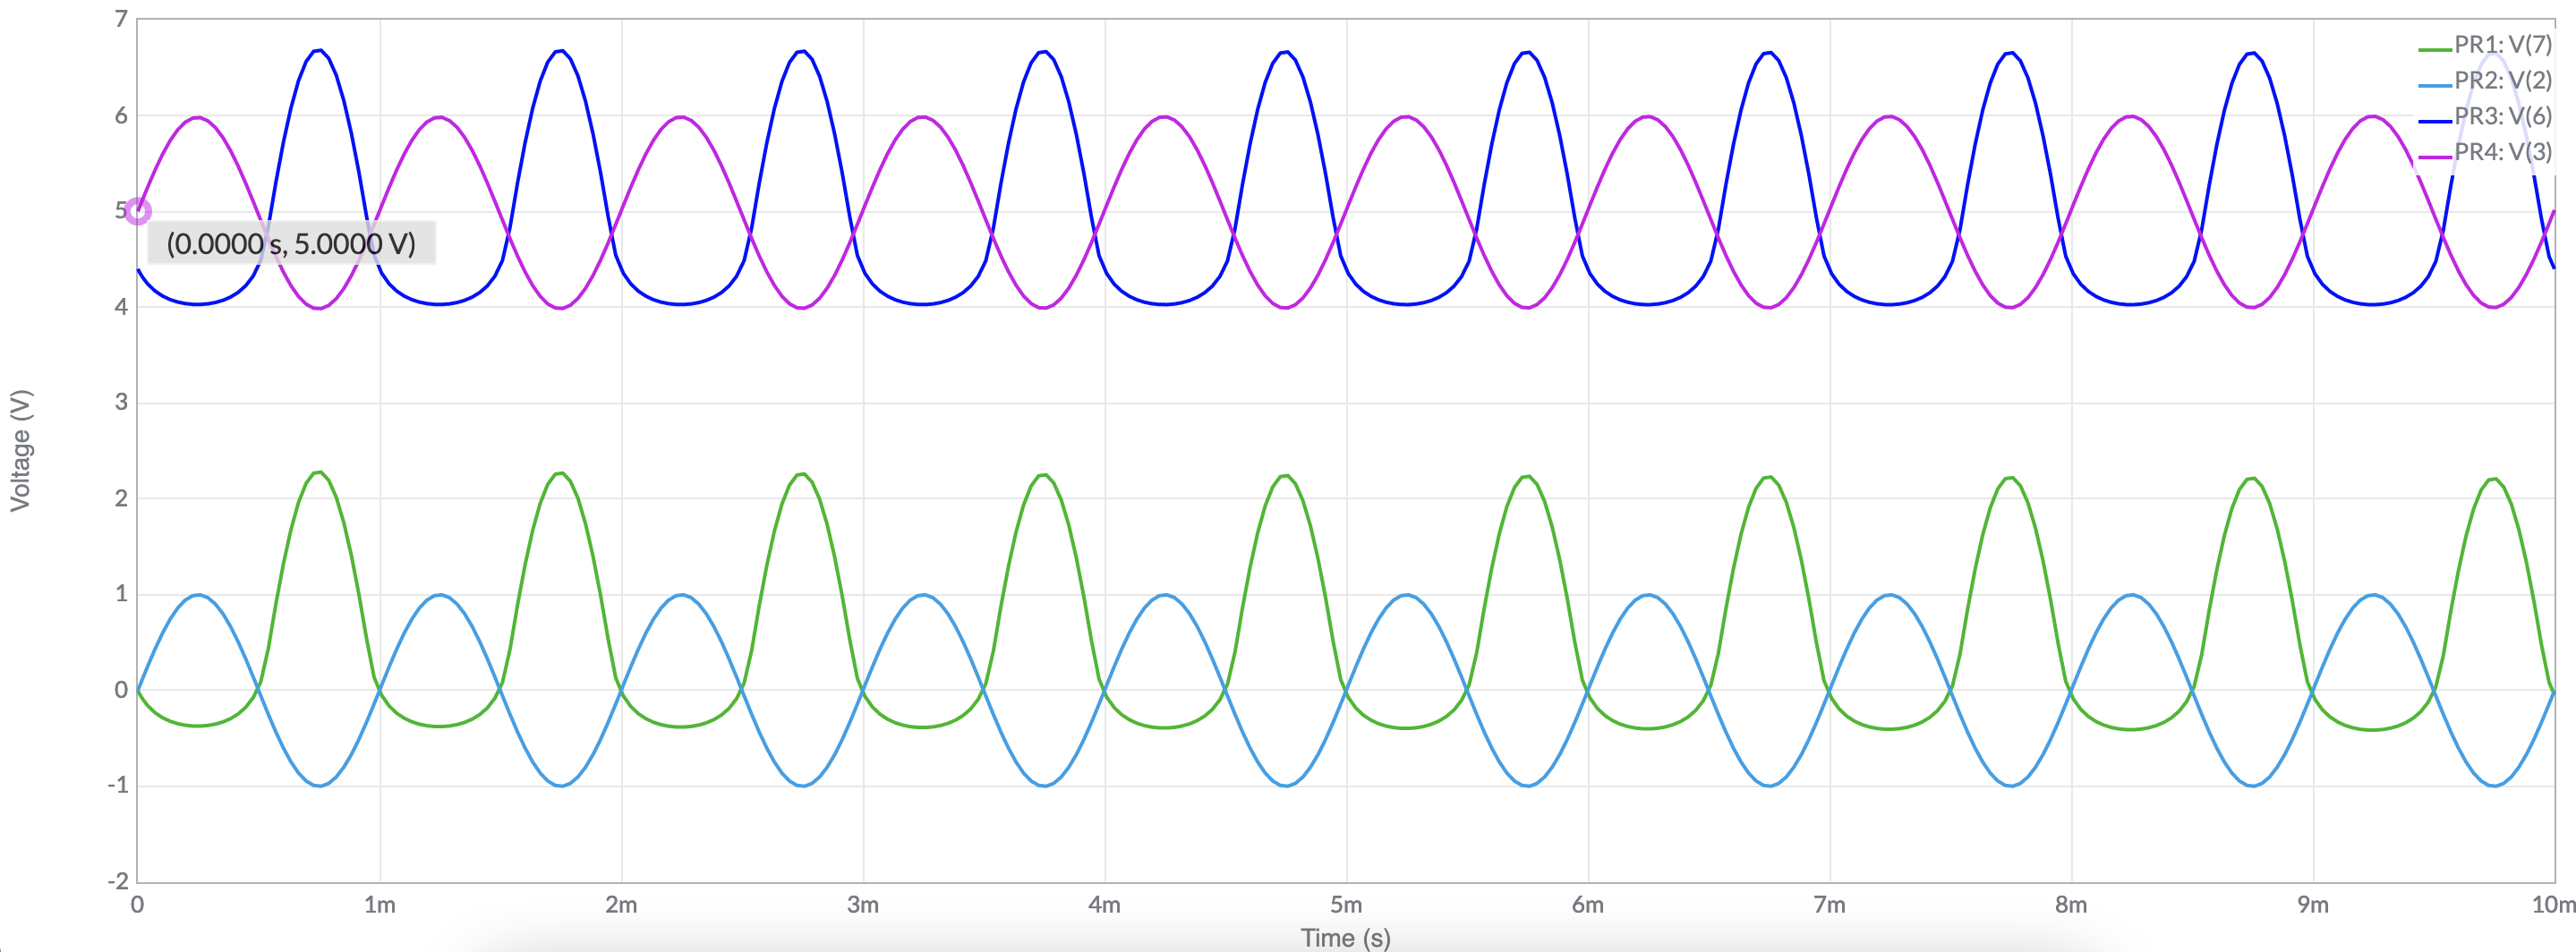 7
PR1: V(7)
PR2: V(2)
6
PR3: V(6)
PR4: V(3)
5
(0.0000 s, 5.0000 V)
4
3
Voltage (V)
2
1
0
-1
-2
0 1m 2m 3m 4m 5m 6m 7m 8m 9m 10m
Time (s)